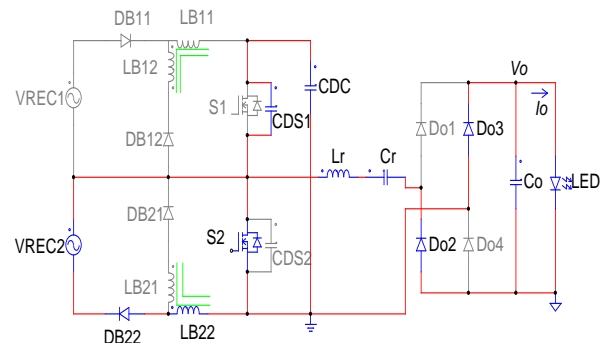 DB11
LB11
LB12
VREC1
S1
CDS1
CDC
Vo
Io
DB12
Do1
Do3
Lr
Cr
Co
LED
DB21
S2
CDS2
VREC2
Do2
Do4
LB21
DB22
LB22